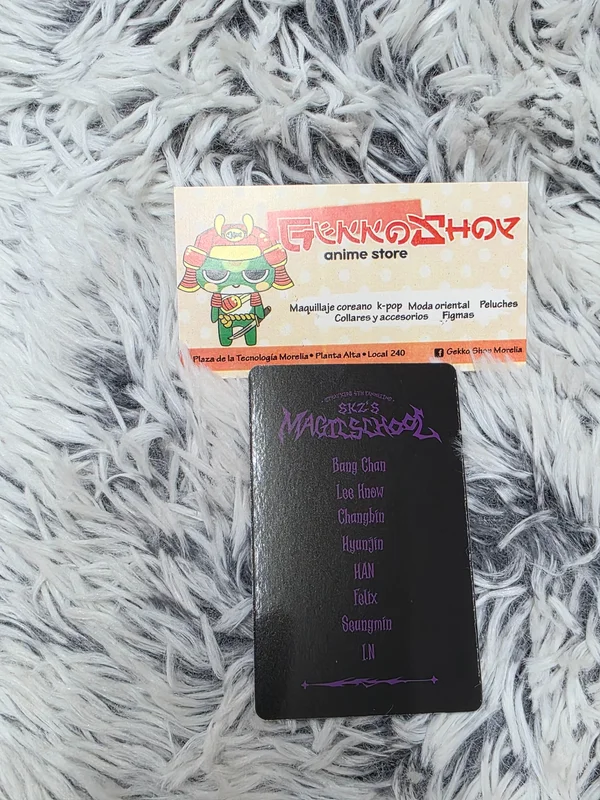 GekkoShop
anime store
Maquillaje coreano k-pop Moda oriental Peluches
Collares y accesorios Figmas
Plaza de la Tecnología Morelia • Planta Alta • Local 240
Gekko Shop Morelia
SKZ'S
MAGIC SCHOOL
Bang Chan
Lee Know
Changbin
Hyunjin
HAN
Felix
Seungmin
I.N